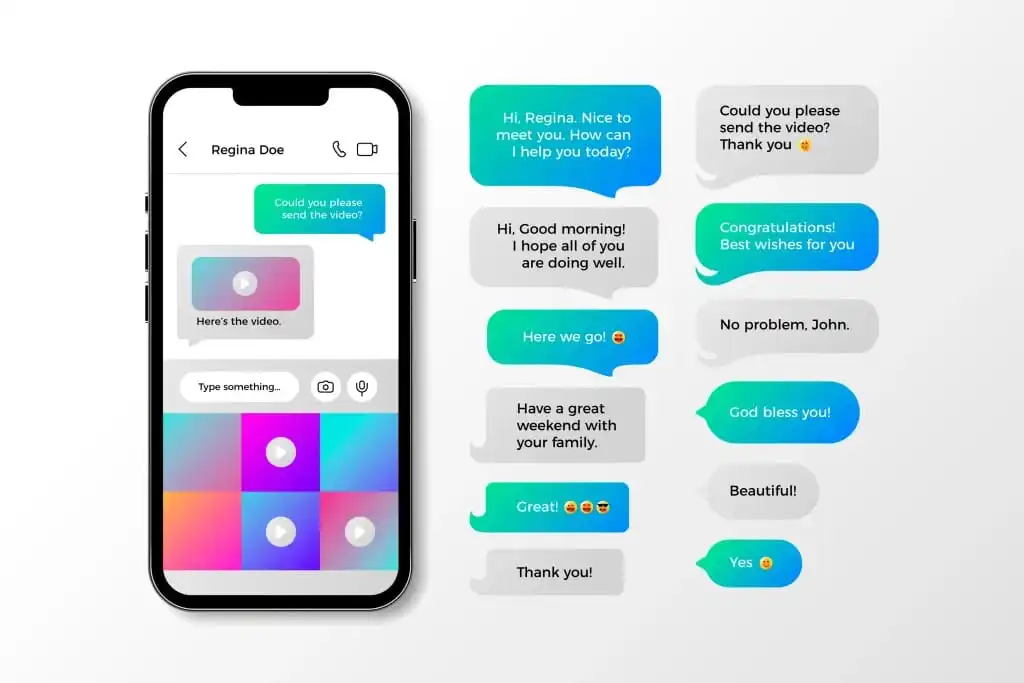 Regina Doe
Could you please
send the video?
Here's the video.
Type something...
Hi, Regina. Nice to
meet you. How can
I help you today?
Hi, Good morning!
I hope all of you
are doing well.
Here we go! 😄
Have a great
weekend with
your family.
Great! 😄😄😎
Thank you!
Could you please
send the video?
Thank you 😊
Congratulations!
Best wishes for you
No problem, John.
God bless you!
Beautiful!
Yes 😊